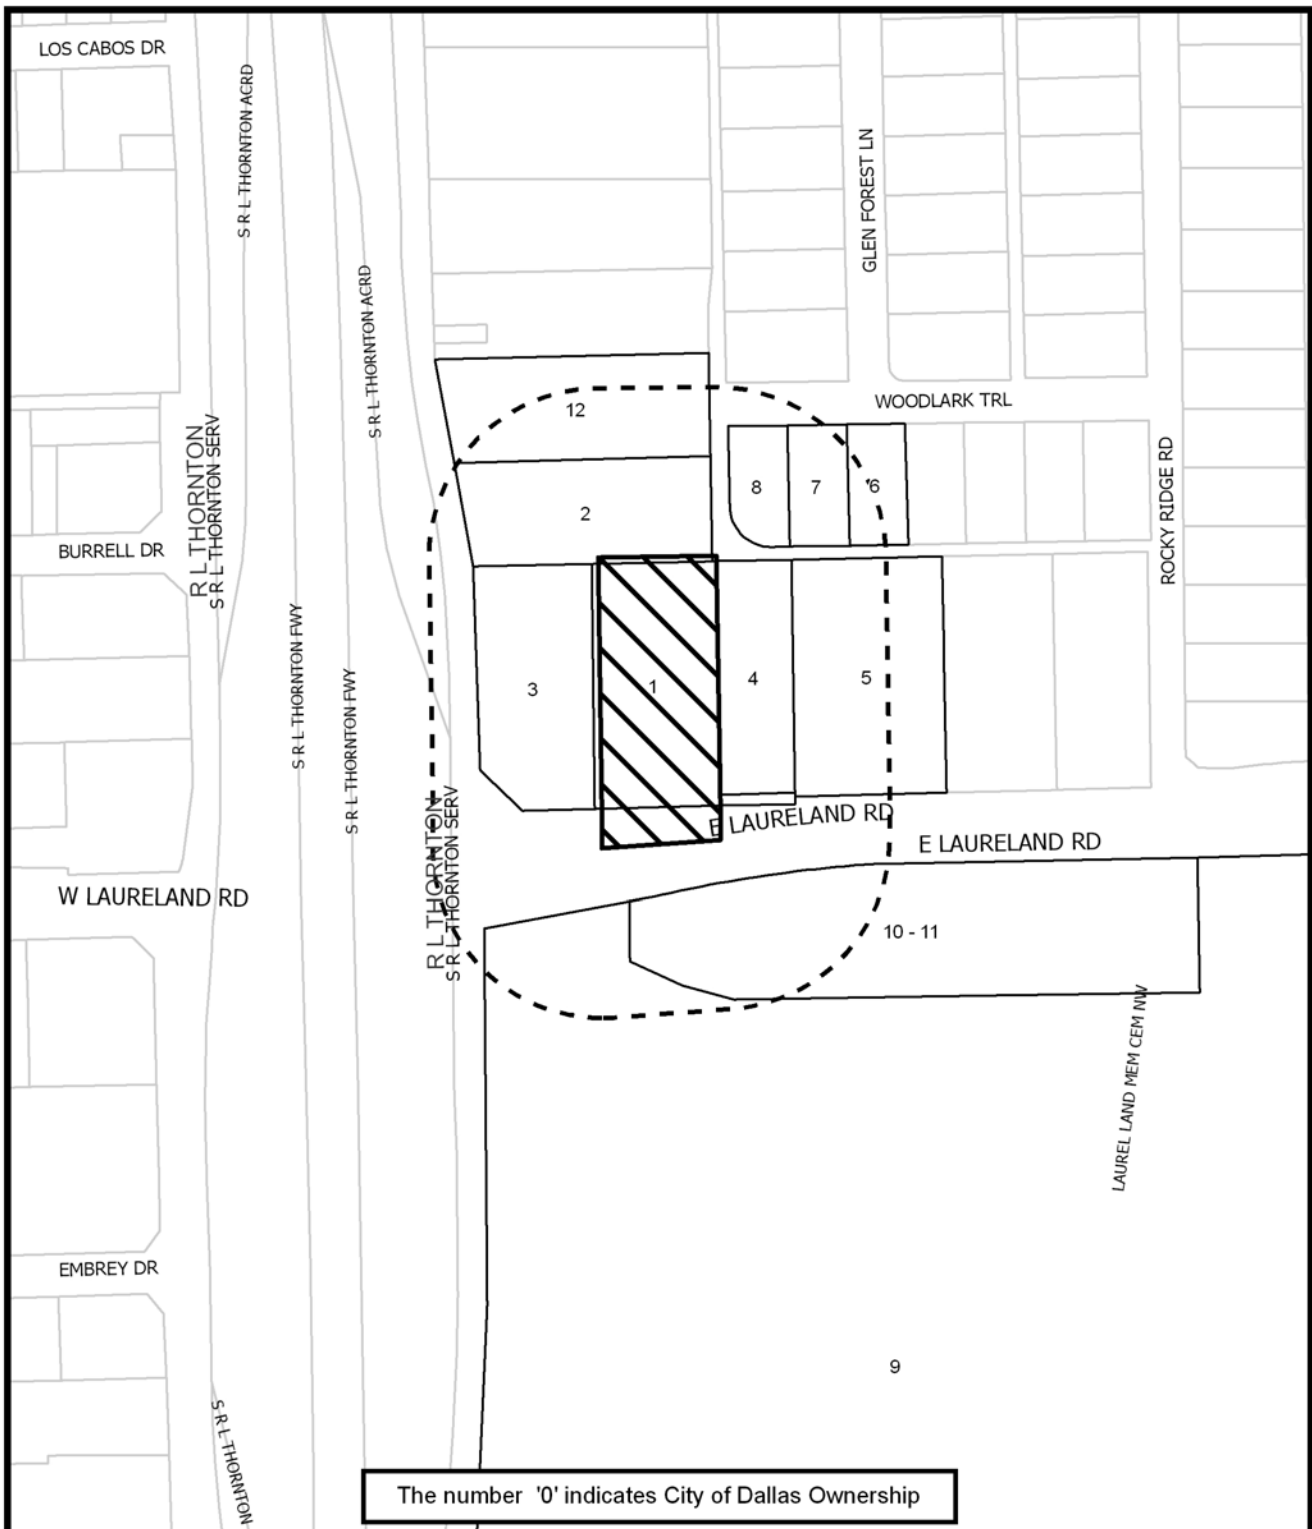 LOS CABOS DR
S R L THORNTON ACRD
GLEN FOREST LN
S R L THORNTON ACRD
WOODLARK TRL
12
R L THORNTON
S R L THORNTON SERV
8
7
6
2
ROCKY RIDGE RD
BURRELL DR
S R L THORNTON FWY
S R L THORNTON FWY
3
1
4
5
E LAURELAND RD
E LAURELAND RD
R L THORNTON
S R L THORNTON SERV
W LAURELAND RD
10 - 11
LAUREL LAND MEM CEM NW
EMBREY DR
9
S R L THORNTON
The number '0' indicates City of Dallas Ownership